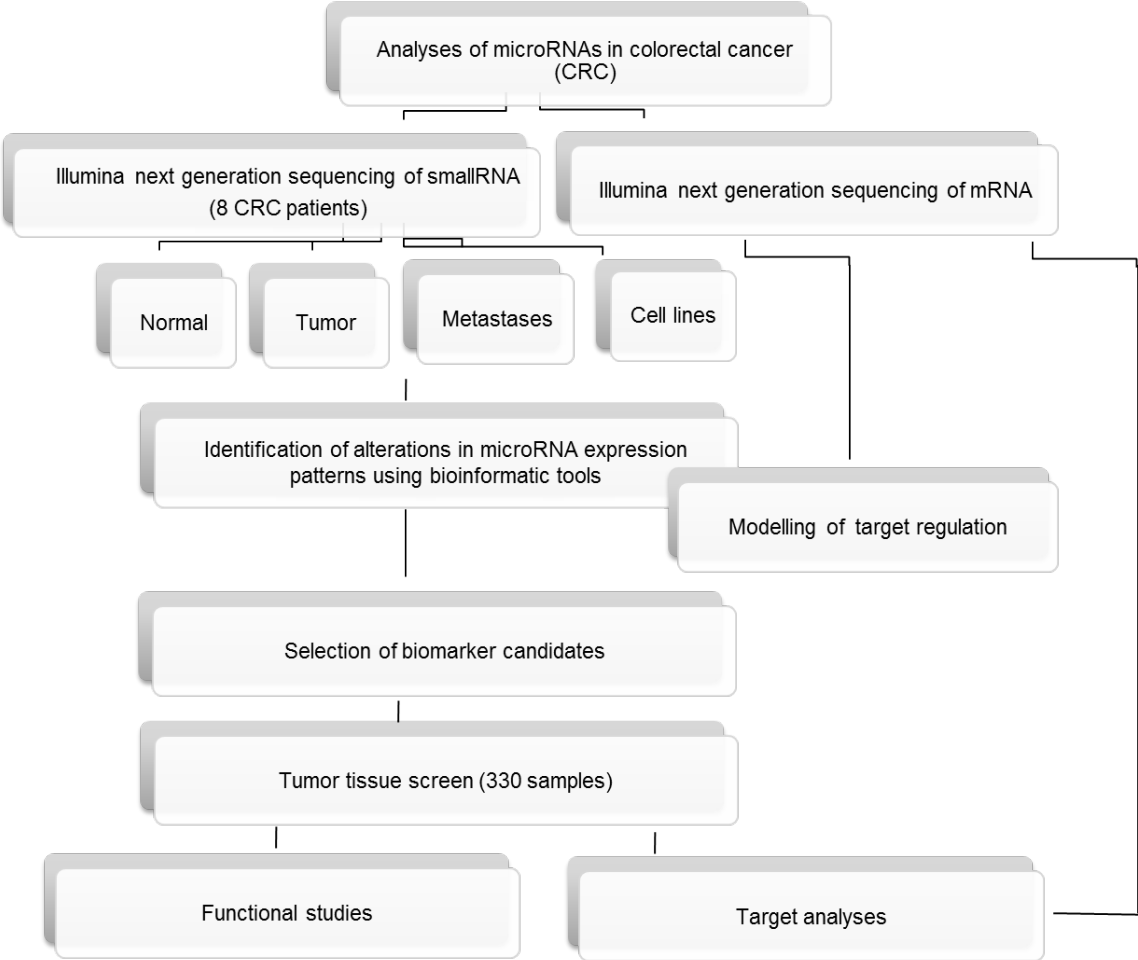 Analyses of microRNAs in colorectal cancer
(CRC)
Illumina next generation sequencing of smallRNA
(8 CRC patients)
Illumina next generation sequencing of mRNA
Normal
Tumor
Metastases
Cell lines
Identification of alterations in microRNA expression
patterns using bioinformatic tools
Modelling of target regulation
Selection of biomarker candidates
Tumor tissue screen (330 samples)
Functional studies
Target analyses